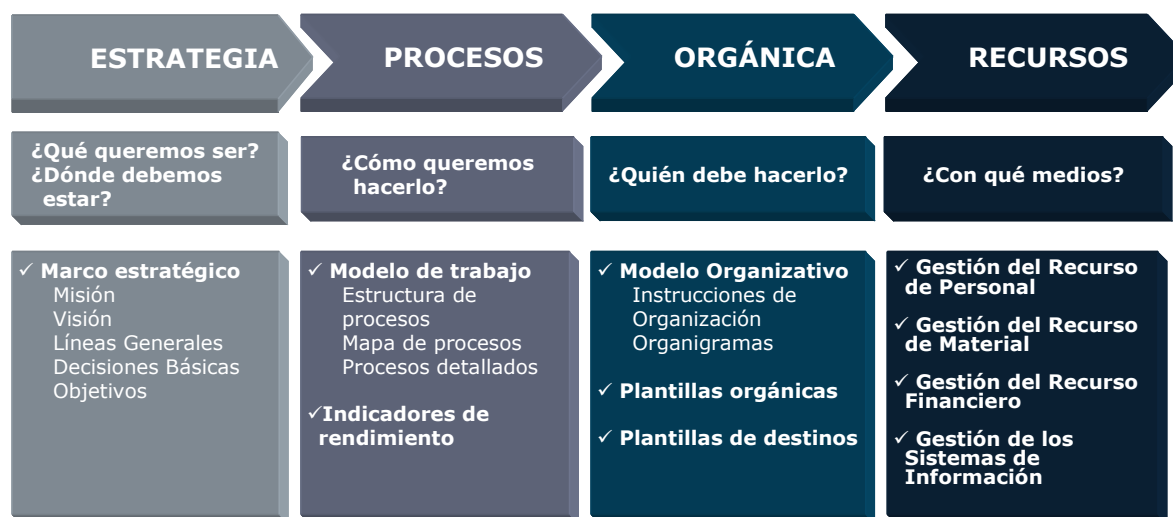 ESTRATEGIA
PROCESOS
ORGÁNICA
RECURSOS
¿Qué queremos ser?
¿Dónde debemos
estar?
¿Cómo queremos
hacerlo?
¿Quién debe hacerlo?
¿Con qué medios?
✓ Marco estratégico
Misión
Visión
Líneas Generales
Decisiones Básicas
Objetivos
✓ Modelo de trabajo
Estructura de
procesos
Mapa de procesos
Procesos detallados
✓Indicadores de
rendimiento
✓ Modelo Organizativo
Instrucciones de
Organización
Organigramas
✓ Plantillas orgánicas
✓ Plantillas de destinos
✓ Gestión del Recurso
de Personal
✓ Gestión del Recurso
de Material
✓ Gestión del Recurso
Financiero
✓ Gestión de los
Sistemas de
Información